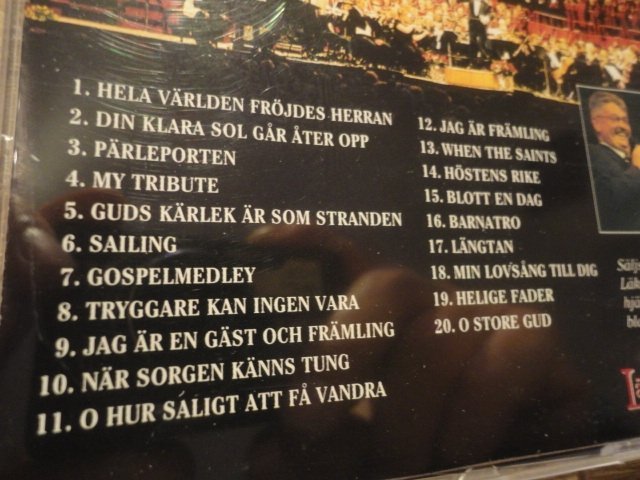 1. HELA VÄRLDEN FRÖJDES HERRAN
2. DIN KLARA SOL GÅR ÅTER OPP
3. PÄRLEPORTEN
4. MY TRIBUTE
5. GUDS KÄRLEK ÄR SOM STRANDEN
6. SAILING
7. GOSPELMEDLEY
8. TRYGGARE KAN INGEN VARA
9. JAG ÄR EN GÄST OCH FRÄMLING
10. NÄR SORGEN KÄNNS TUNG
11. O HUR SALIGT ATT FÅ VANDRA
12. JAG ÄR FRÄMLING
13. WHEN THE SAINTS
14. HÖSTENS RIKE
15. BLOTT EN DAG
16. BARNATRO
17. LÄNGTAN
18. MIN LOVSÅNG TILL DIG
19. HELIGE FADER
20. O STORE GUD